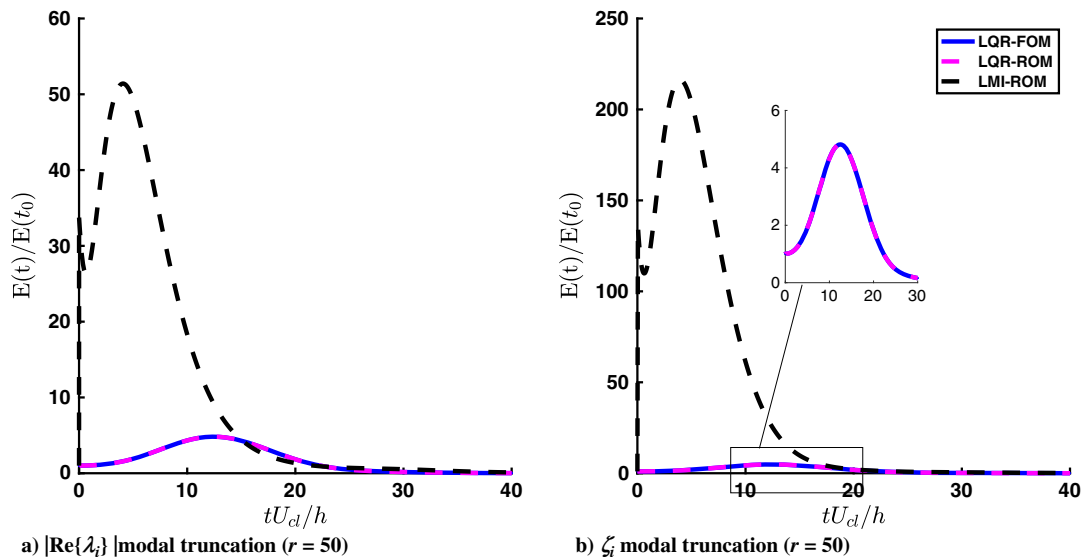 60
50
40
30
20
10
0
E(t)/E(t₀)
0 10 20 30 40
tU_cl/h
a) |Re{λᵢ} |modal truncation (r = 50)
250
200
150
100
50
0
E(t)/E(t₀)
0 10 20 30 40
tU_cl/h
LQR-FOM
LQR-ROM
LMI-ROM
6
4
2
0
0 10 20 30
b) ζᵢ modal truncation (r = 50)